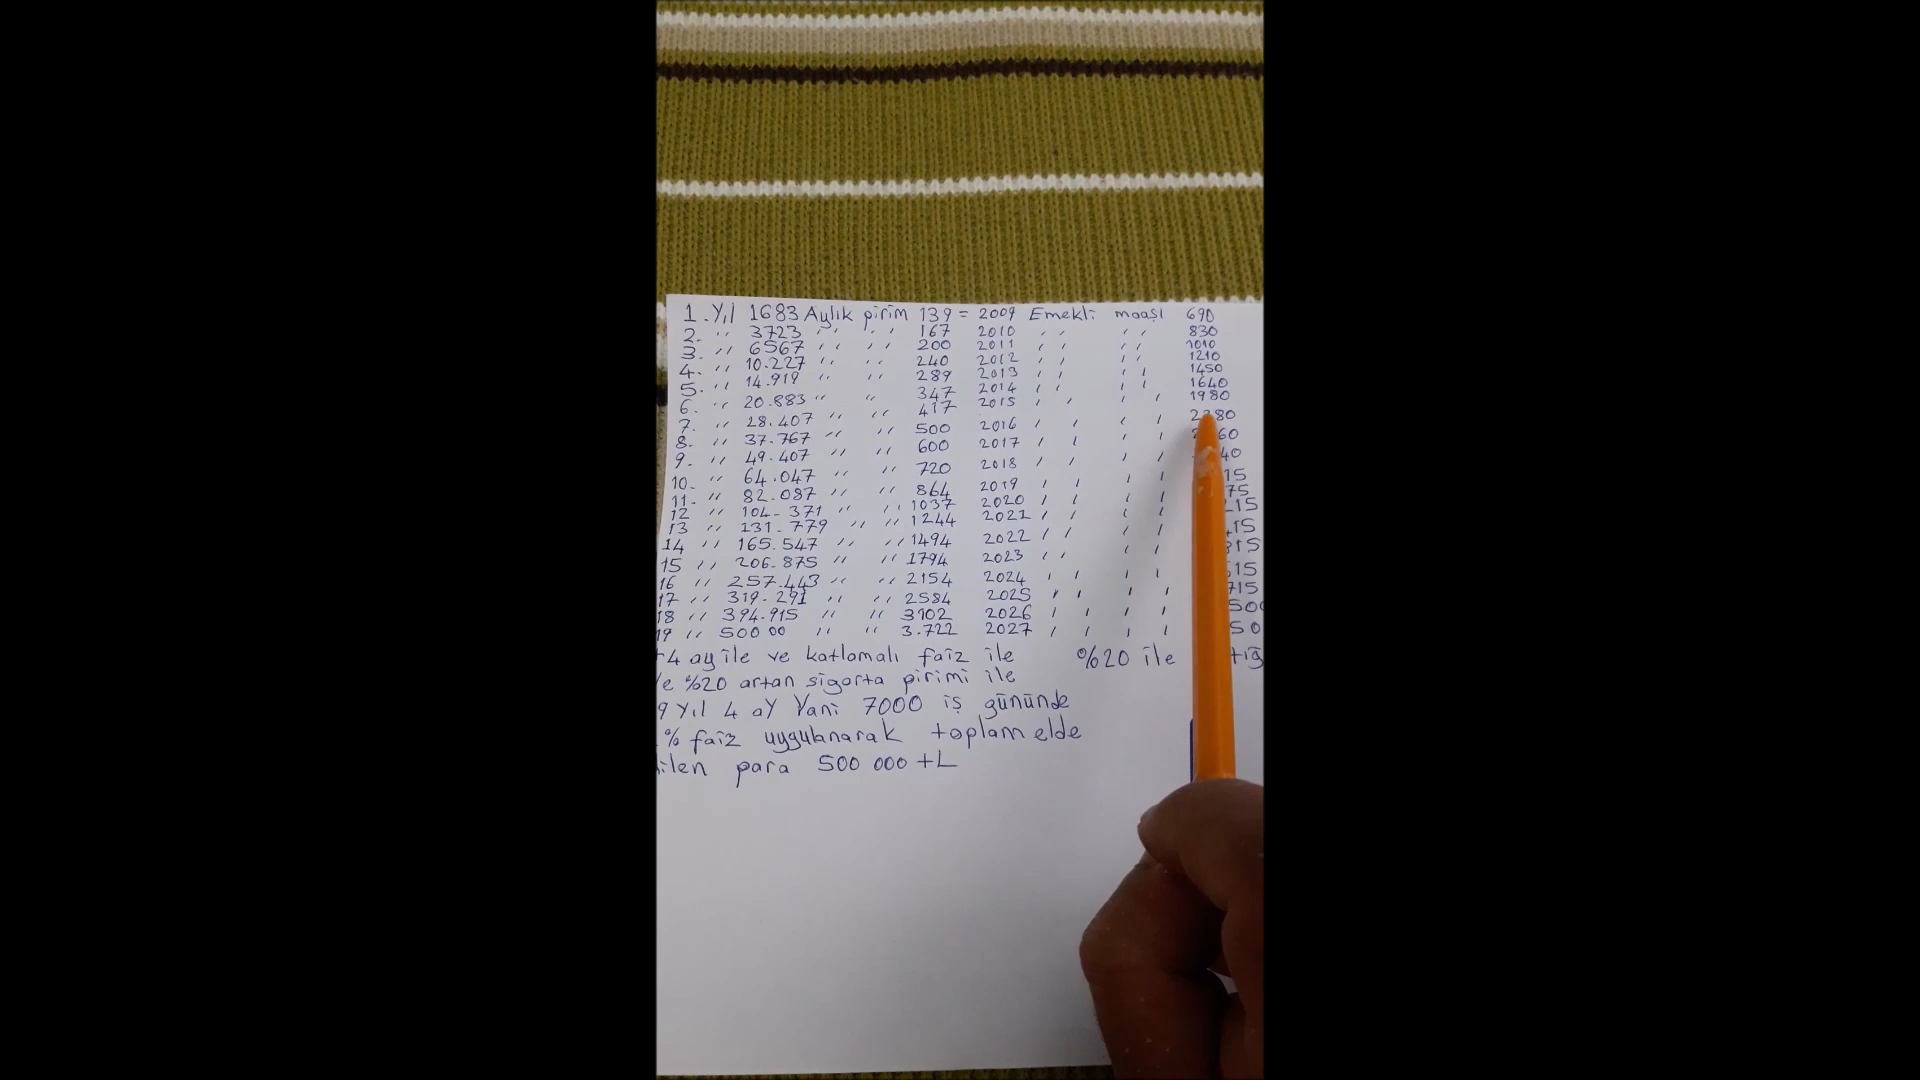 1. Yıl 1683 Aylık pirim 139 = 2009 Emekli maaşı 690
2. '' 3723 '' '' 167 2010 '' '' 830
3. '' 6567 '' '' 200 2011 '' '' 1010
4. '' 10.227 '' '' 240 2012 '' '' 1210
5. '' 14.919 '' '' 289 2013 '' '' 1450
6. '' 20.883 '' '' 347 2014 '' '' 1640
7. '' 28.407 '' '' 417 2015 '' '' 1980
8. '' 37.767 '' '' 500 2016 '' ''
9. '' 49.407 '' '' 600 2017 '' ''
10. '' 64.047 '' '' 720 2018 '' ''
11. '' 82.087 '' '' 864 2019 '' ''
12 '' 104.371 '' '' 1037 2020 '' ''
13 '' 131.779 '' '' 1244 2021 '' ''
14 '' 165.547 '' '' 1494 2022 '' ''
15 '' 206.875 '' '' 1794 2023 '' ''
16 '' 257.443 '' '' 2154 2024 '' ''
17 '' 319.291 '' '' 2584 2025 '' ''
18 '' 394.915 '' '' 3102 2026 '' ''
19 '' 500 00 '' '' 3.722 2027 '' ''
+4 ay ile ve katlamalı faiz ile %20 ile
%20 artan sigorta pirimi ile
9 yıl 4 ay Yani 7000 iş gününde
% faiz uygulanarak toplam elde
ilen para 500 000 tL